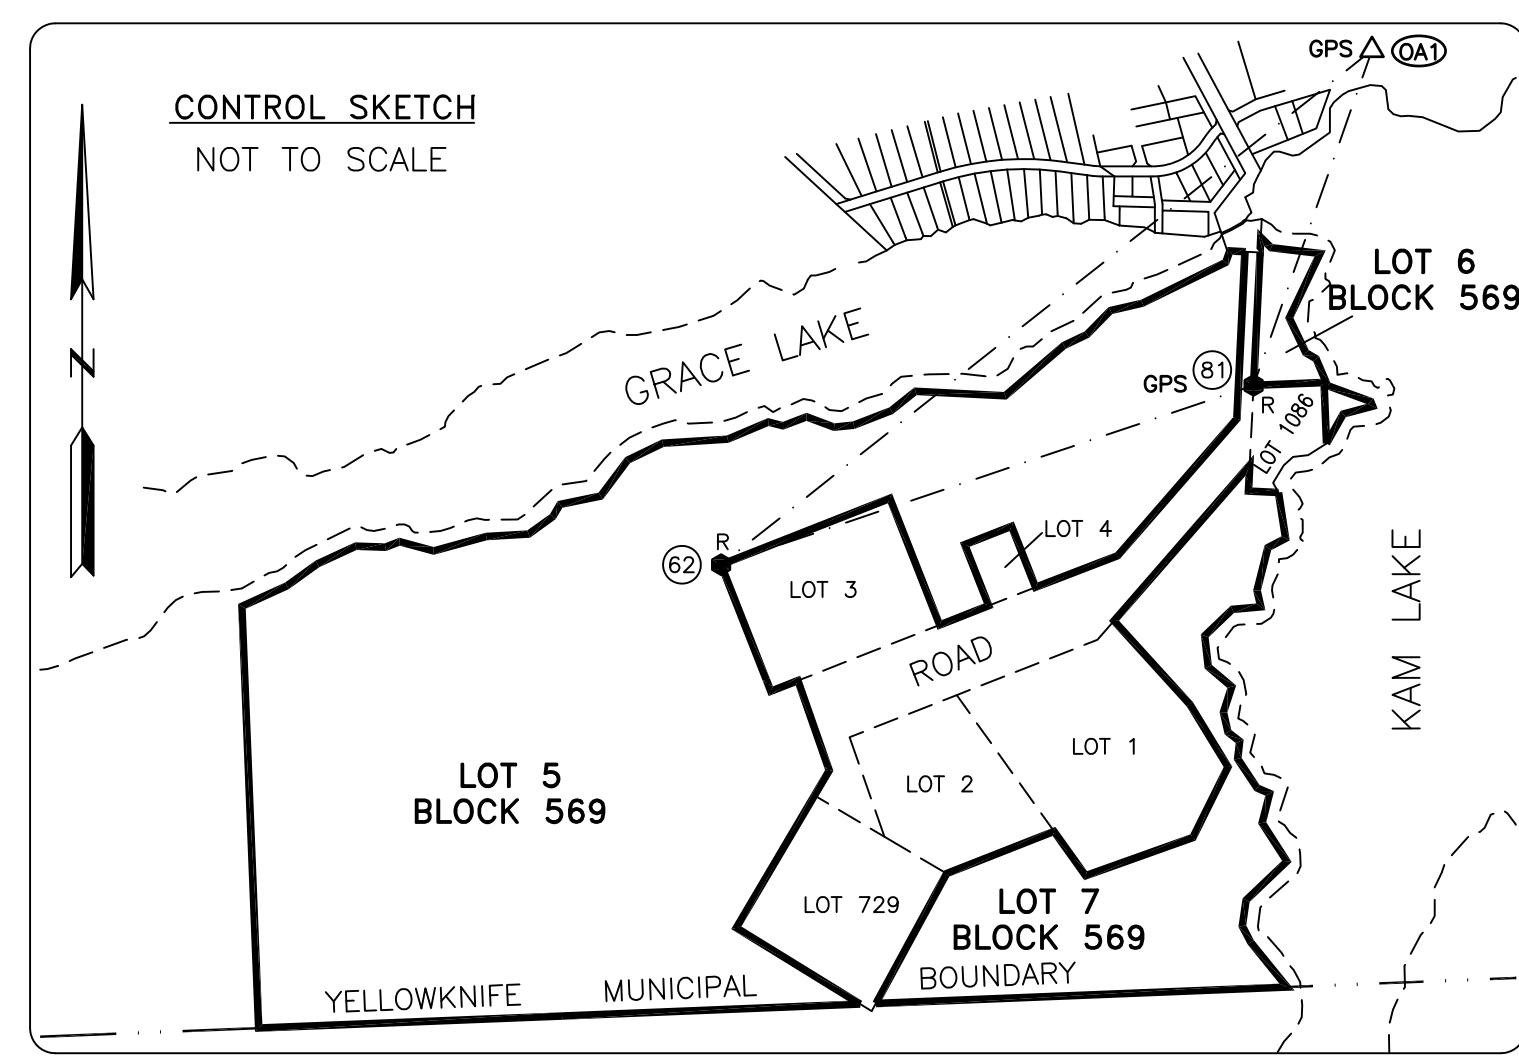 GPS OA1
CONTROL SKETCH
NOT TO SCALE
LOT 6
BLOCK 569
N
GRACE LAKE
GPS 81
R
LOT 1086
R
62
LOT 4
LOT 3
KAM LAKE
ROAD
LOT 1
LOT 5
BLOCK 569
LOT 2
LOT 729
LOT 7
BLOCK 569
YELLOWKNIFE MUNICIPAL BOUNDARY